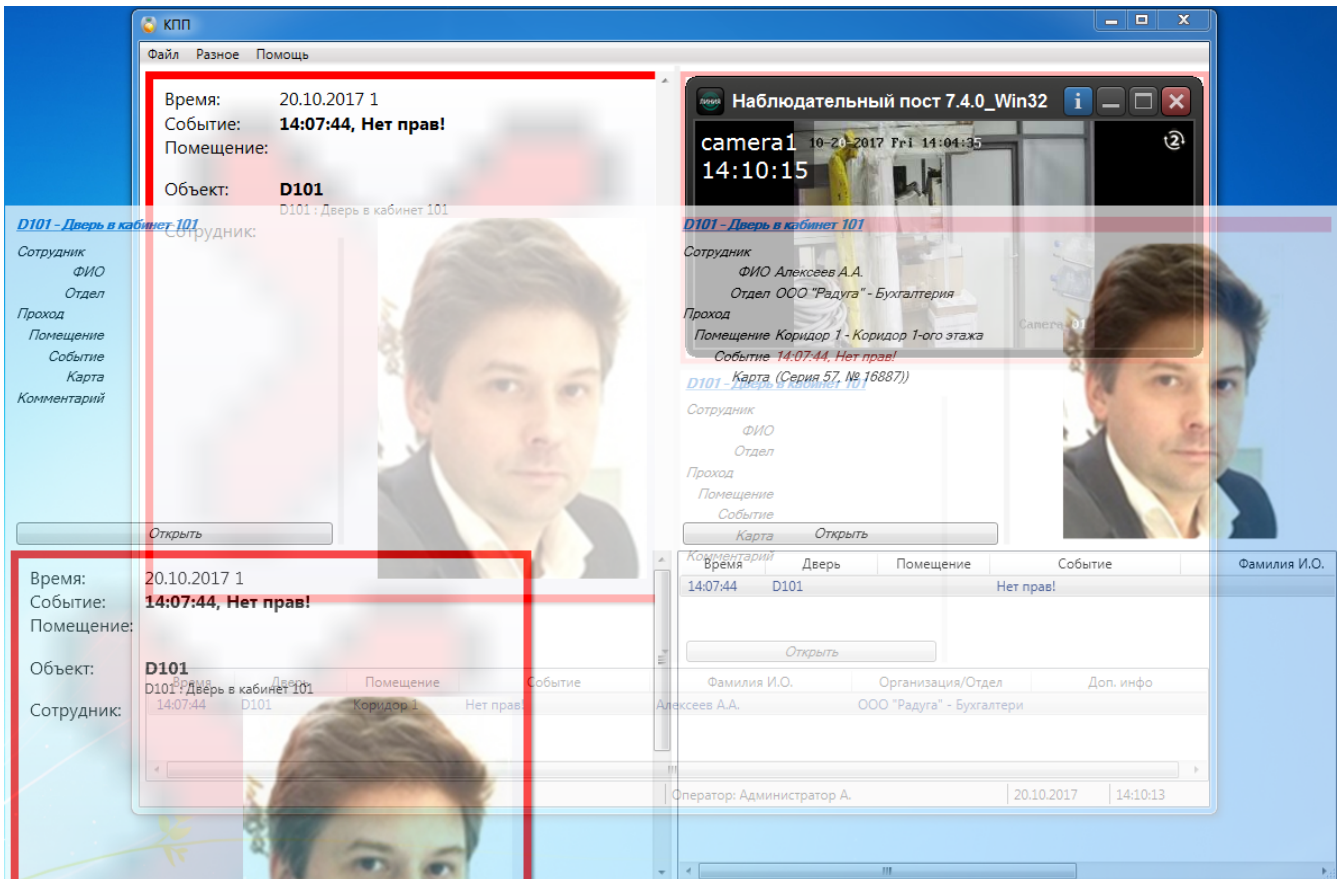 КПП
Файл Разное Помощь
Время: 20.10.2017 1
Событие: 14:07:44, Нет прав!
Помещение:
Объект: D101
D101 : Дверь в кабинет 101
Сотрудник:
Наблюдательный пост 7.4.0_Win32
camera1
10-20-2017 Fri 14:04:35
14:10:15
2
Camera 01
D101 - Дверь в кабинет 101
Сотрудник
ФИО
Отдел
Проход
Помещение
Событие
Карта
Комментарий
Открыть
D101 - Дверь в кабинет 101
Сотрудник
ФИО Алексеев А.А.
Отдел ООО "Радуга" - Бухгалтерия
Проход
Помещение Коридор 1 - Коридор 1-ого этажа
Событие 14:07:44, Нет прав!
Карта (Серия 57, № 16887))
D101 - Дверь в кабинет 101
Сотрудник
ФИО
Отдел
Проход
Помещение
Событие
Карта
Комментарий
Открыть
Время Дверь Помещение Событие Фамилия И.О.
14:07:44 D101 Нет прав!
Открыть
Время: 20.10.2017 1
Событие: 14:07:44, Нет прав!
Помещение:
Объект: D101
D101 : Дверь в кабинет 101
Сотрудник:
Время Дверь Помещение Событие Фамилия И.О. Организация/Отдел Доп. инфо
14:07:44 D101 Коридор 1 Нет прав! Алексеев А.А. ООО "Радуга" - Бухгалтери
Оператор: Администратор А. 20.10.2017 14:10:13